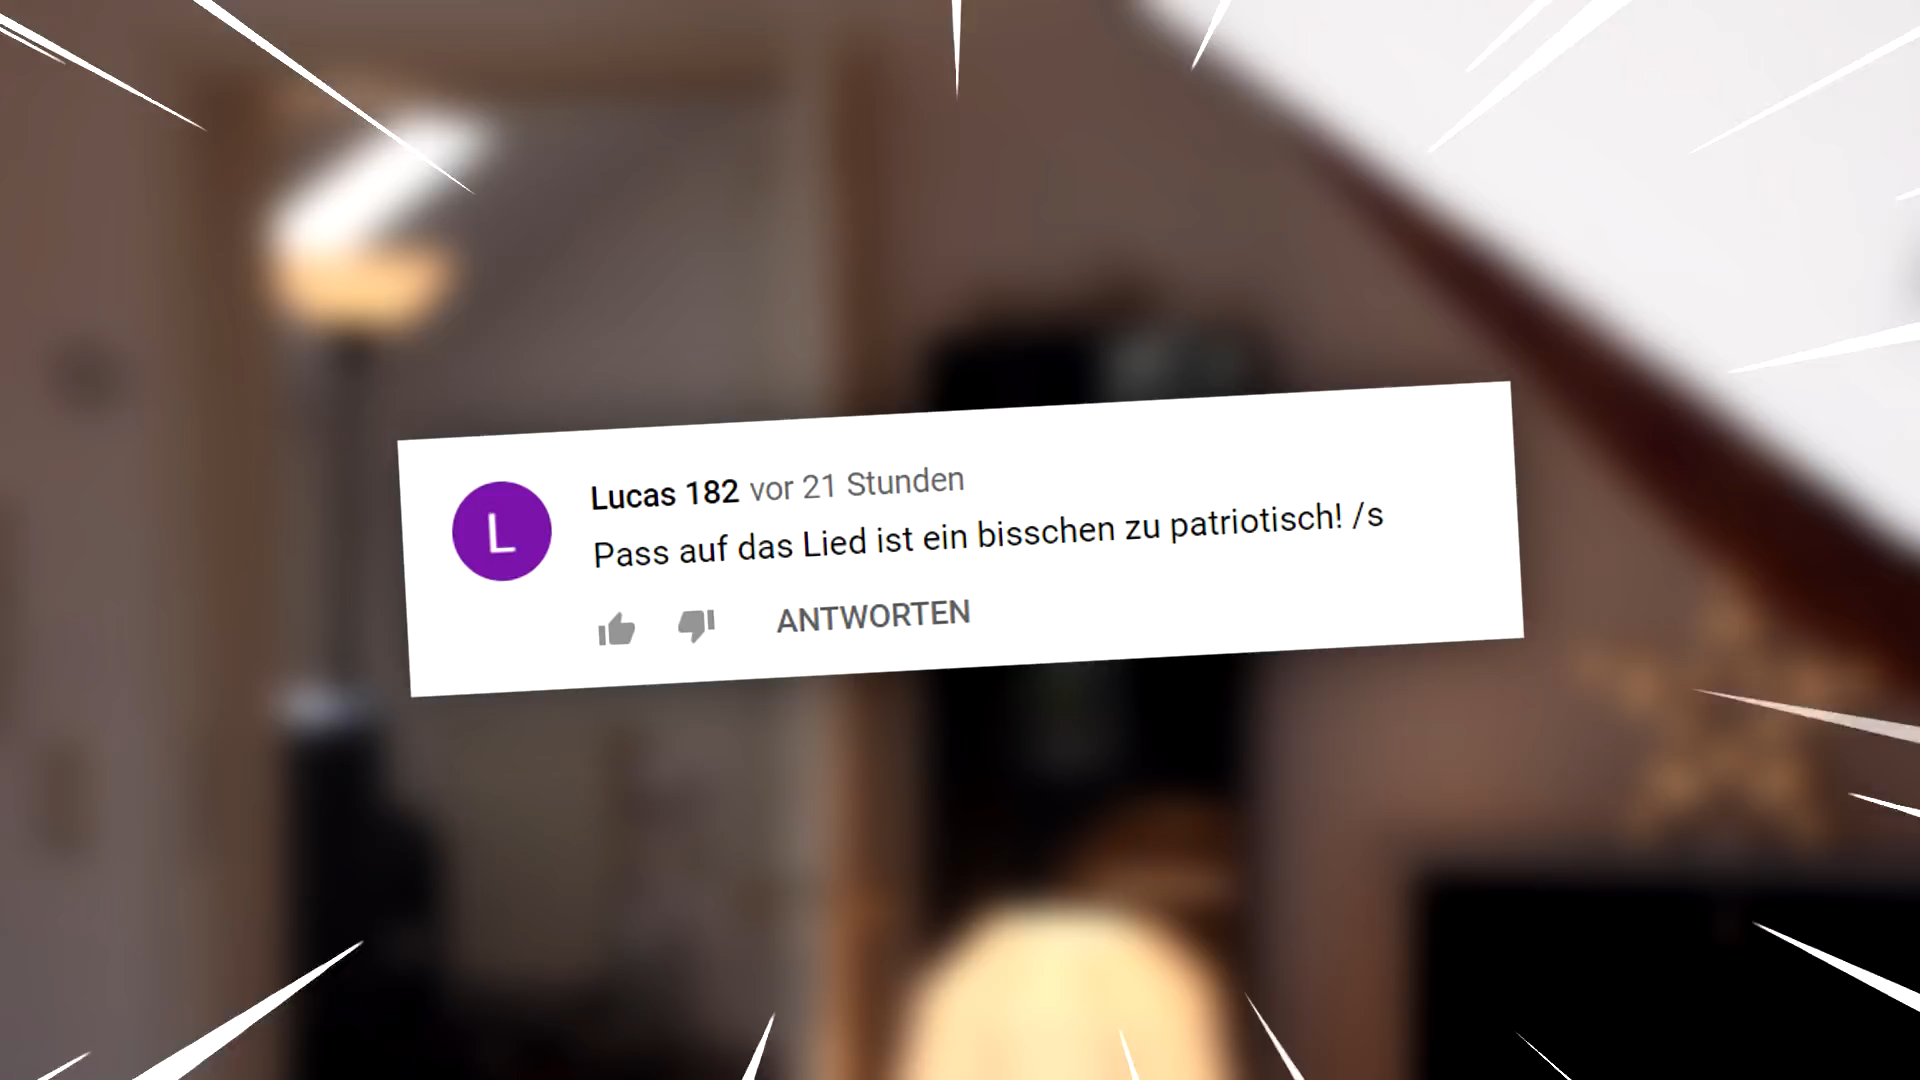 L
Lucas 182 vor 21 Stunden
Pass auf das Lied ist ein bisschen zu patriotisch! /s
ANTWORTEN